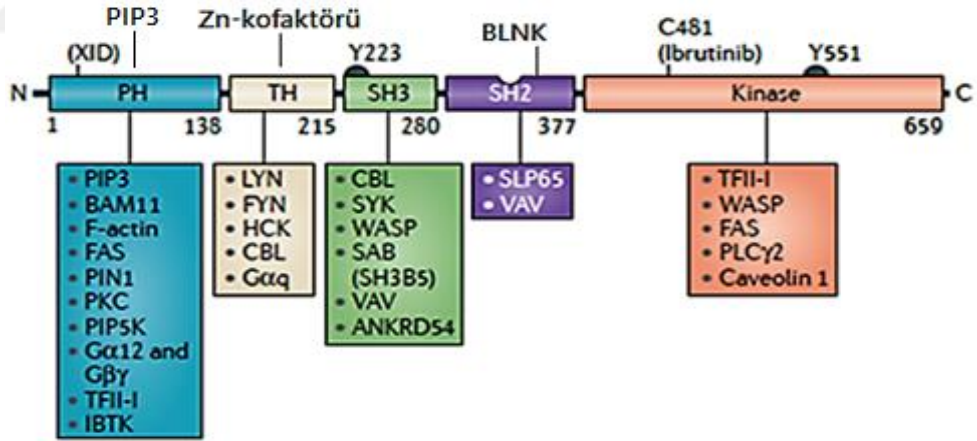 PIP3
Zn-kofaktörü
BLNK
C481
(Ibrutinib)
(XID)
Y223
Y551
N
PH
TH
SH3
SH2
Kinase
C
1
138
215
280
377
659
• PIP3
• BAM11
• F-actin
• FAS
• PIN1
• PKC
• PIP5K
• Gα12 and
Gβγ
• TFII-I
• IBTK
• LYN
• FYN
• HCK
• CBL
• Gαq
• CBL
• SYK
• WASP
• SAB
(SH3B5)
• VAV
• ANKRD54
• SLP65
• VAV
• TFII-I
• WASP
• FAS
• PLCγ2
• Caveolin 1